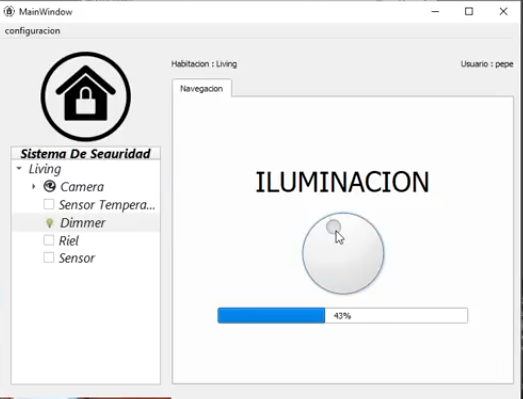 MainWindow
configuracion
Habitacion : Living
Usuario : pepe
Navegacion
Sistema De Seguridad
Living
Camera
Sensor Tempera...
Dimmer
Riel
Sensor
ILUMINACION
43%